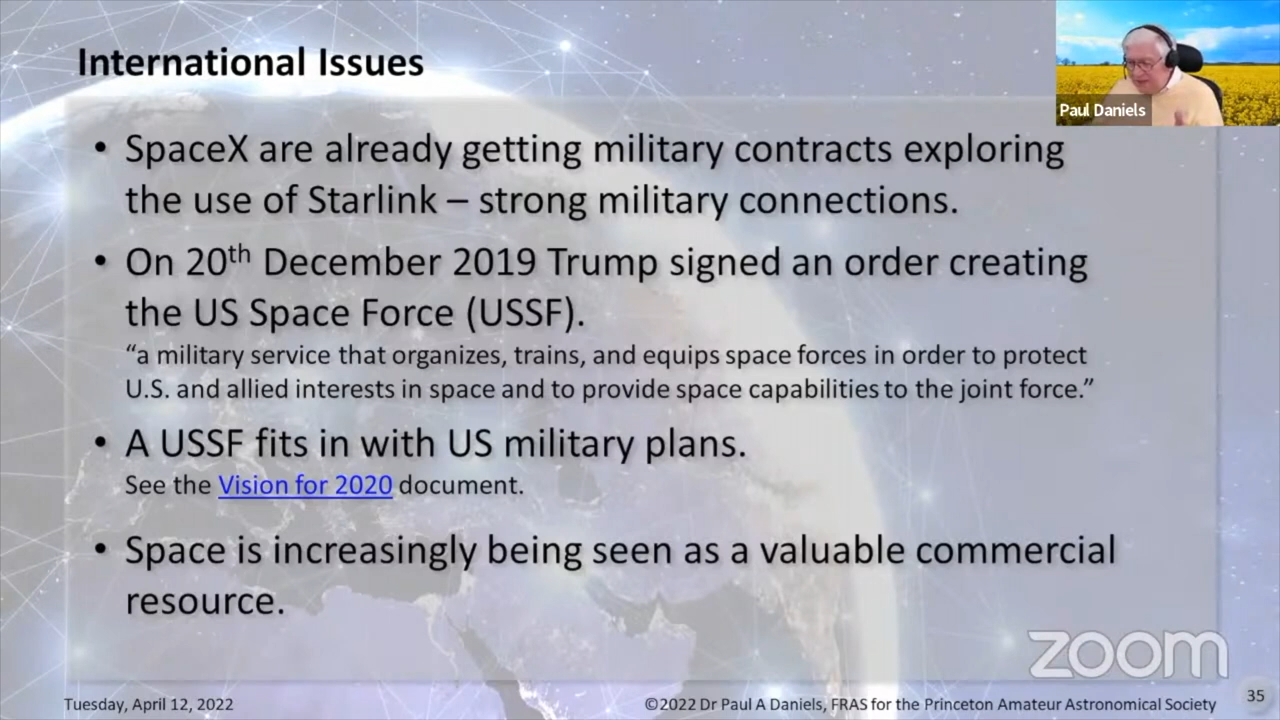 International Issues
Paul Daniels
• SpaceX are already getting military contracts exploring
the use of Starlink – strong military connections.
• On 20th December 2019 Trump signed an order creating
the US Space Force (USSF).
“a military service that organizes, trains, and equips space forces in order to protect
U.S. and allied interests in space and to provide space capabilities to the joint force.”
• A USSF fits in with US military plans.
See the Vision for 2020 document.
• Space is increasingly being seen as a valuable commercial
resource.
zoom
Tuesday, April 12, 2022
©2022 Dr Paul A Daniels, FRAS for the Princeton Amateur Astronomical Society
35